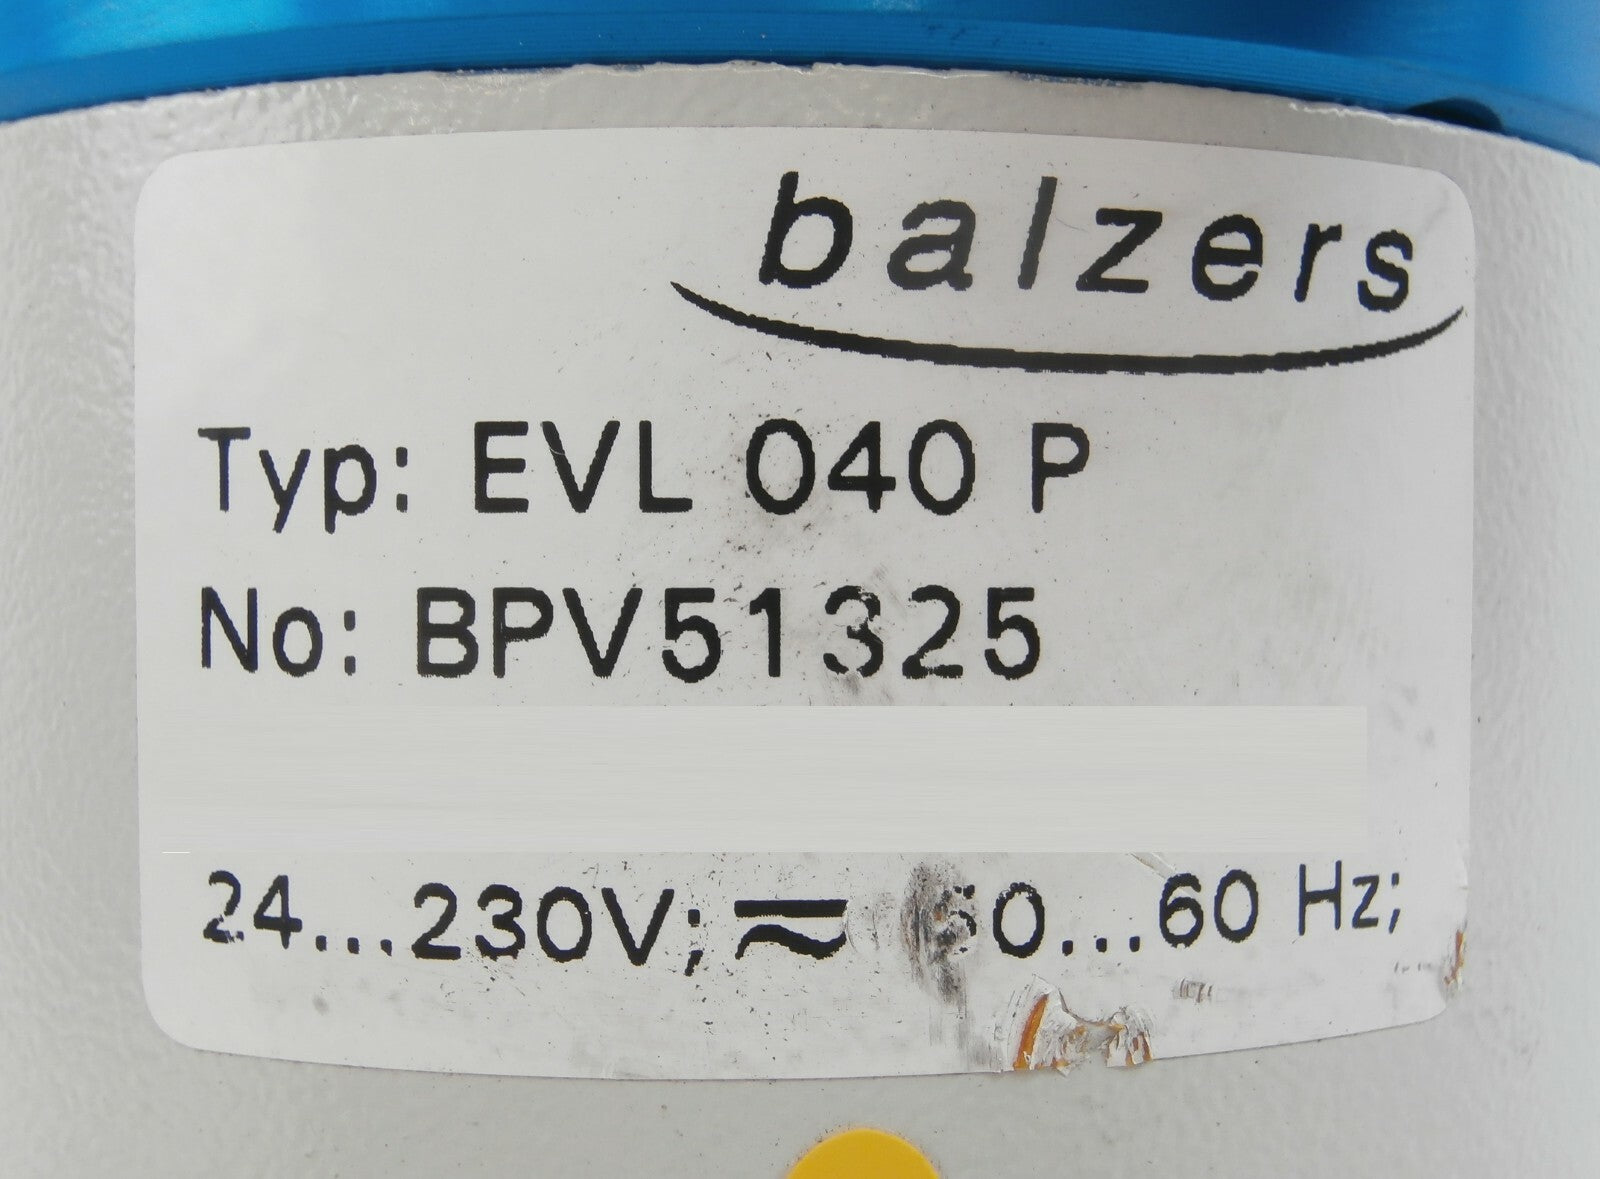 balzers
Typ: EVL 040 P
No: BPV51325
24...230V; ≂ 50...60 Hz;